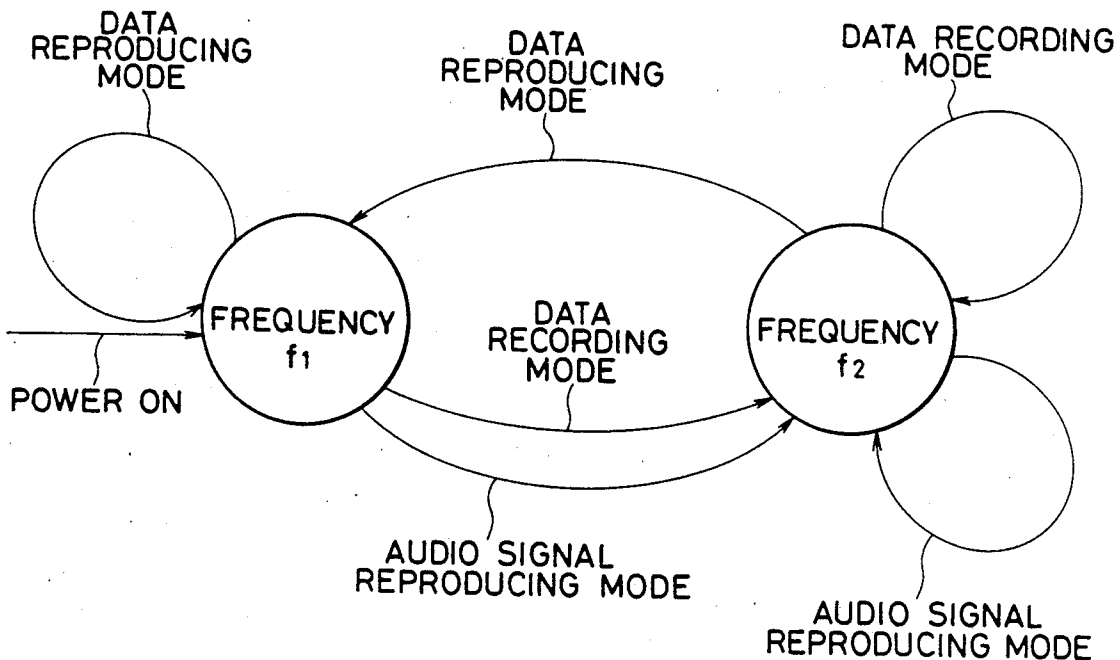 DATA
REPRODUCING
MODE
DATA
REPRODUCING
MODE
DATA RECORDING
MODE
FREQUENCY
f1
POWER ON
DATA
RECORDING
MODE
FREQUENCY
f2
AUDIO SIGNAL
REPRODUCING MODE
AUDIO SIGNAL
REPRODUCING MODE